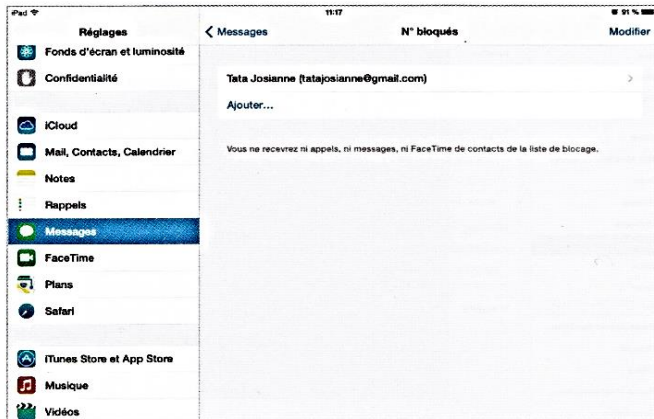 iPad
11:17
91 %
Réglages
Messages
N° bloqués
Modifier
Fonds d'écran et luminosité
Confidentialité
iCloud
Mail, Contacts, Calendrier
Notes
Rappels
Messages
FaceTime
Plans
Safari
iTunes Store et App Store
Musique
Vidéos
Tata Josianne (tatajosianne@gmail.com)
Ajouter...
Vous ne recevrez ni appels, ni messages, ni FaceTime de contacts de la liste de blocage.